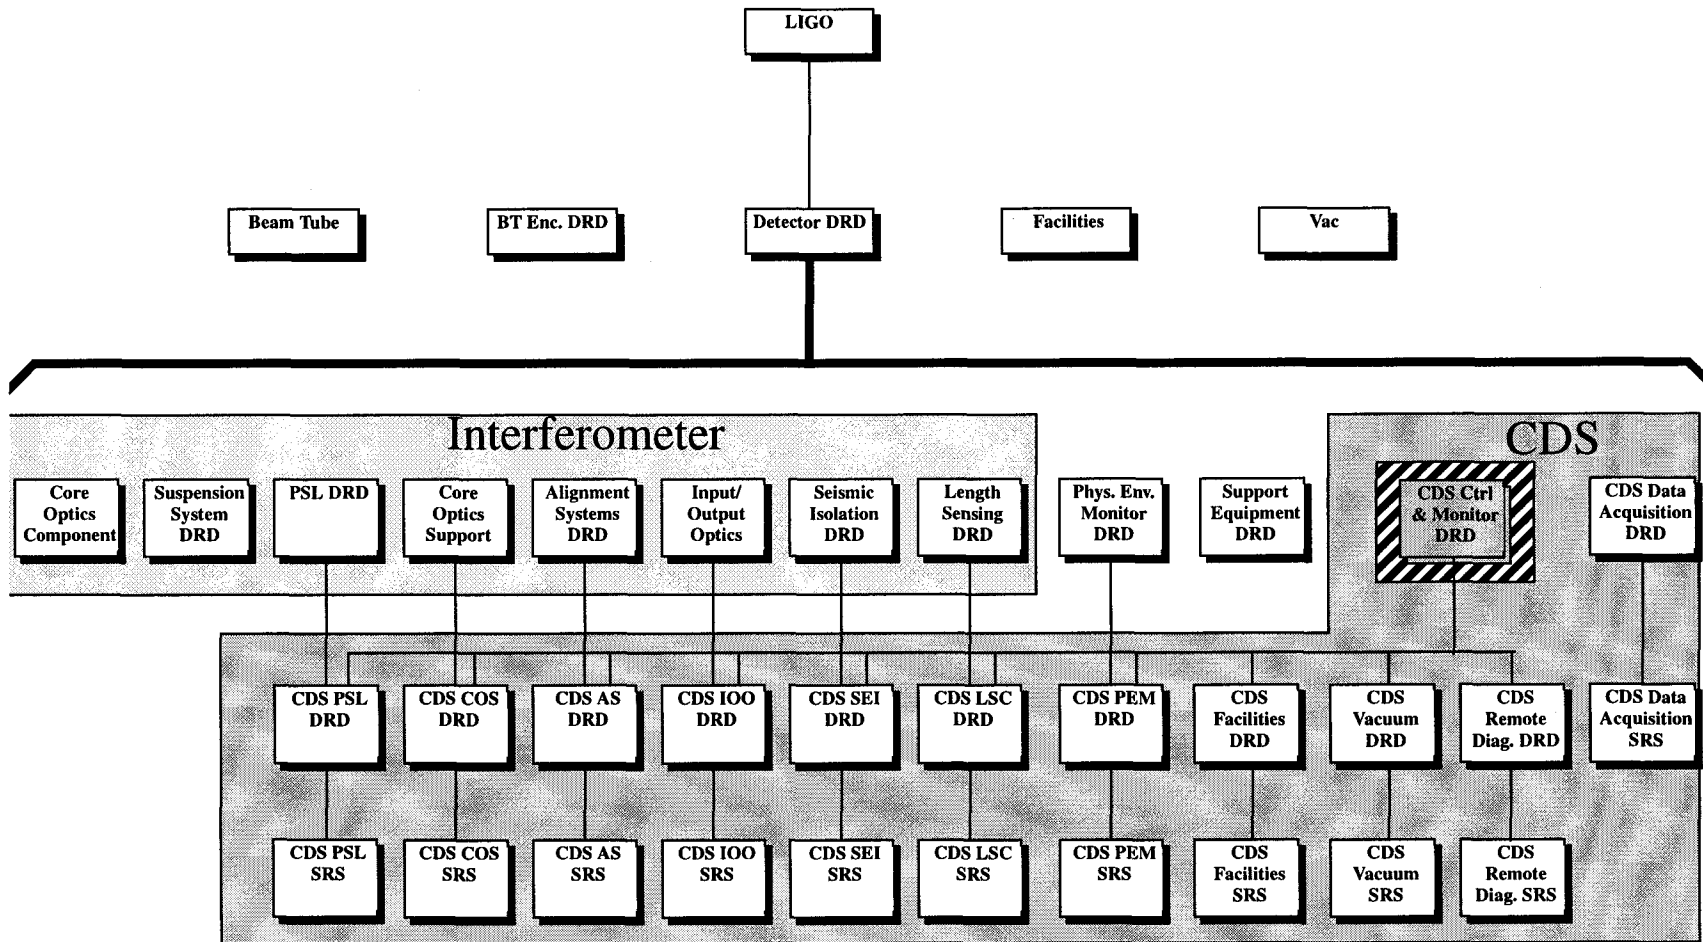 LIGO
Beam Tube
BT Enc. DRD
Detector DRD
Facilities
Vac
Interferometer
CDS
Core
Optics
Component
Suspension
System
DRD
PSL DRD
Core
Optics
Support
Alignment
Systems
DRD
Input/
Output
Optics
Seismic
Isolation
DRD
Length
Sensing
DRD
Phys. Env.
Monitor
DRD
Support
Equipment
DRD
CDS Ctrl
& Monitor
DRD
CDS Data
Acquisition
DRD
CDS PSL
DRD
CDS COS
DRD
CDS AS
DRD
CDS IOO
DRD
CDS SEI
DRD
CDS LSC
DRD
CDS PEM
DRD
CDS
Facilities
DRD
CDS
Vacuum
DRD
CDS
Remote
Diag. DRD
CDS Data
Acquisition
SRS
CDS PSL
SRS
CDS COS
SRS
CDS AS
SRS
CDS IOO
SRS
CDS SEI
SRS
CDS LSC
SRS
CDS PEM
SRS
CDS
Facilities
SRS
CDS
Vacuum
SRS
CDS
Remote
Diag. SRS